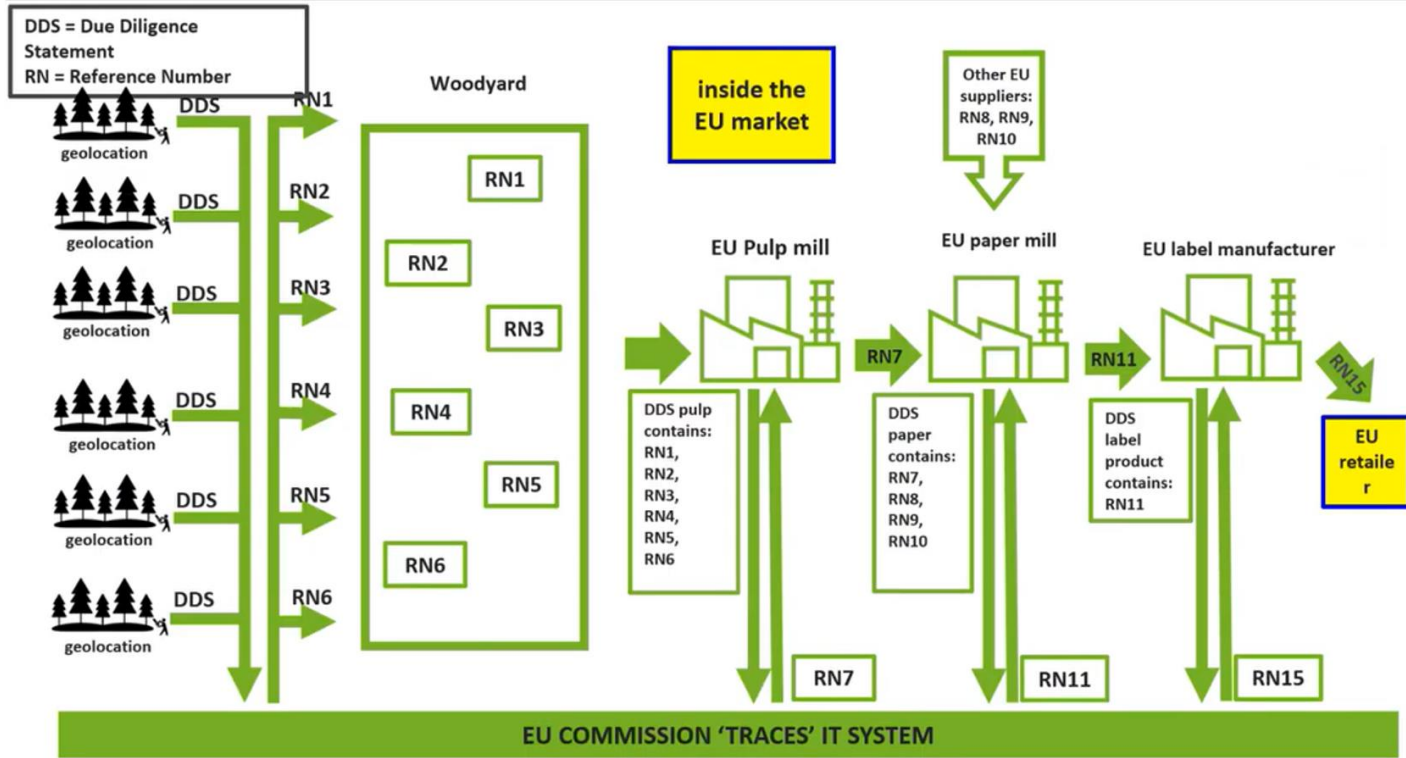 DDS = Due Diligence
Statement
RN = Reference Number
DDS
RN1
geolocation
DDS
RN2
geolocation
DDS
RN3
geolocation
DDS
RN4
geolocation
DDS
RN5
geolocation
DDS
RN6
geolocation
Woodyard
RN1
RN2
RN3
RN4
RN5
RN6
inside the
EU market
Other EU
suppliers:
RN8, RN9,
RN10
EU Pulp mill
EU paper mill
EU label manufacturer
RN7
RN11
RN15
DDS pulp
contains:
RN1,
RN2,
RN3,
RN4,
RN5,
RN6
DDS
paper
contains:
RN7,
RN8,
RN9,
RN10
DDS
label
product
contains:
RN11
EU
retaile
r
RN7
RN11
RN15
EU COMMISSION ‘TRACES’ IT SYSTEM